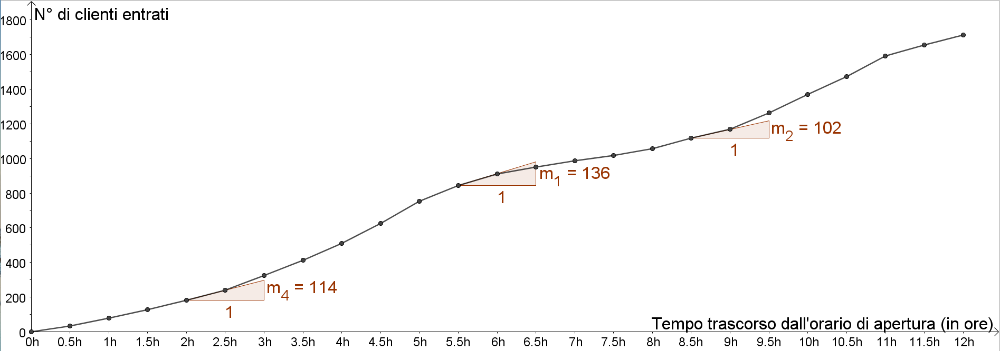 N° di clienti entrati
1800
1600
1400
1200
1000
800
600
400
200
0
m₁ = 136
1
m₂ = 102
1
m₄ = 114
1
Tempo trascorso dall'orario di apertura (in ore)
0h 0.5h 1h 1.5h 2h 2.5h 3h 3.5h 4h 4.5h 5h 5.5h 6h 6.5h 7h 7.5h 8h 8.5h 9h 9.5h 10h 10.5h 11h 11.5h 12h